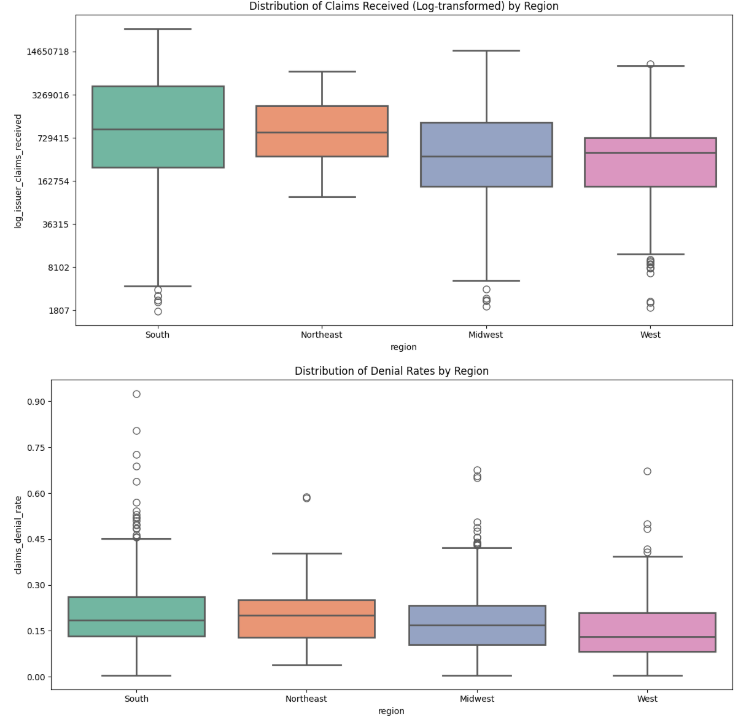 Distribution of Claims Received (Log-transformed) by Region
log_issuer_claims_received
14650718
3269016
729415
162754
36315
8102
1807
South Northeast Midwest West
region
Distribution of Denial Rates by Region
claims_denial_rate
0.90
0.75
0.60
0.45
0.30
0.15
0.00
South Northeast Midwest West
region